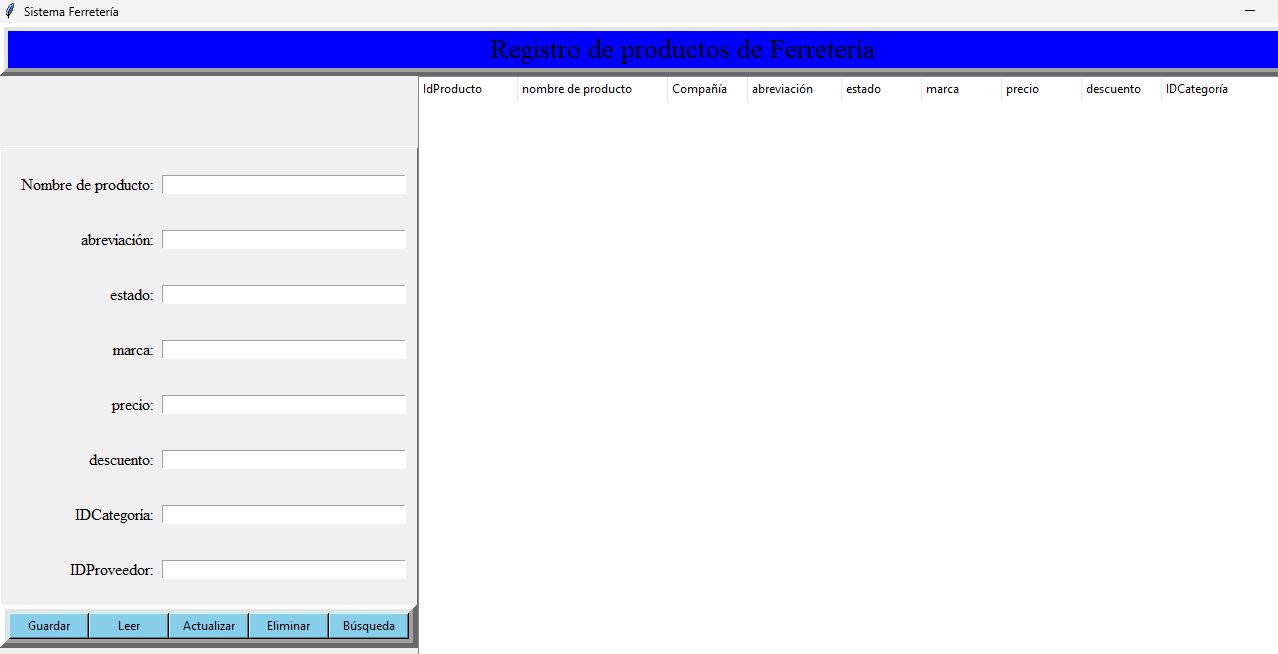 Sistema Ferretería
Registro de productos de Ferretería
IdProducto nombre de producto Compañía abreviación estado marca precio descuento IDCategoría
Nombre de producto:
abreviación:
estado:
marca:
precio:
descuento:
IDCategoria:
IDProveedor:
Guardar Leer Actualizar Eliminar Búsqueda